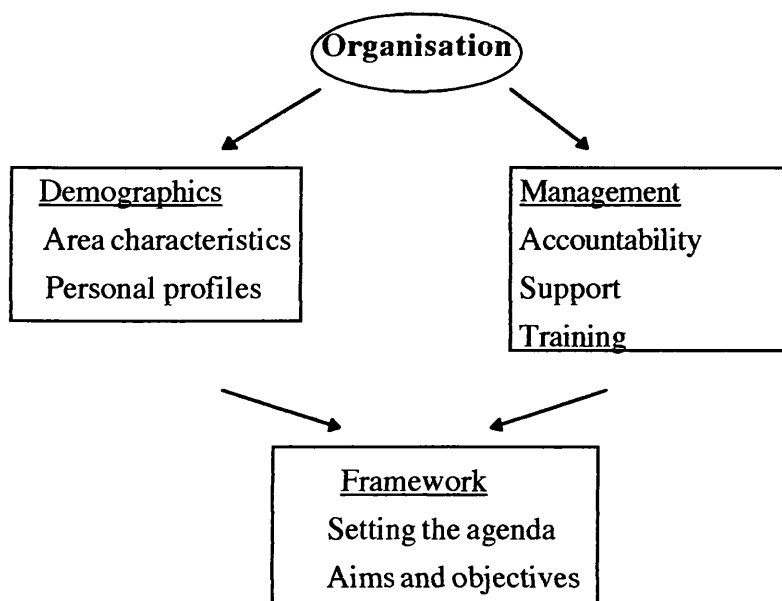 Organisation
Demographics
Area characteristics
Personal profiles
Management
Accountability
Support
Training
Framework
Setting the agenda
Aims and objectives